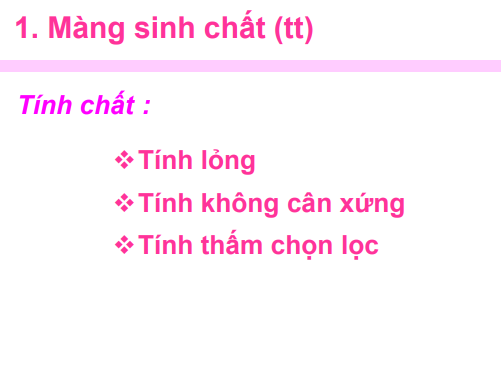 1. Màng sinh chất (tt)
Tính chất :
❖Tính lỏng
❖Tính không cân xứng
❖Tính thấm chọn lọc